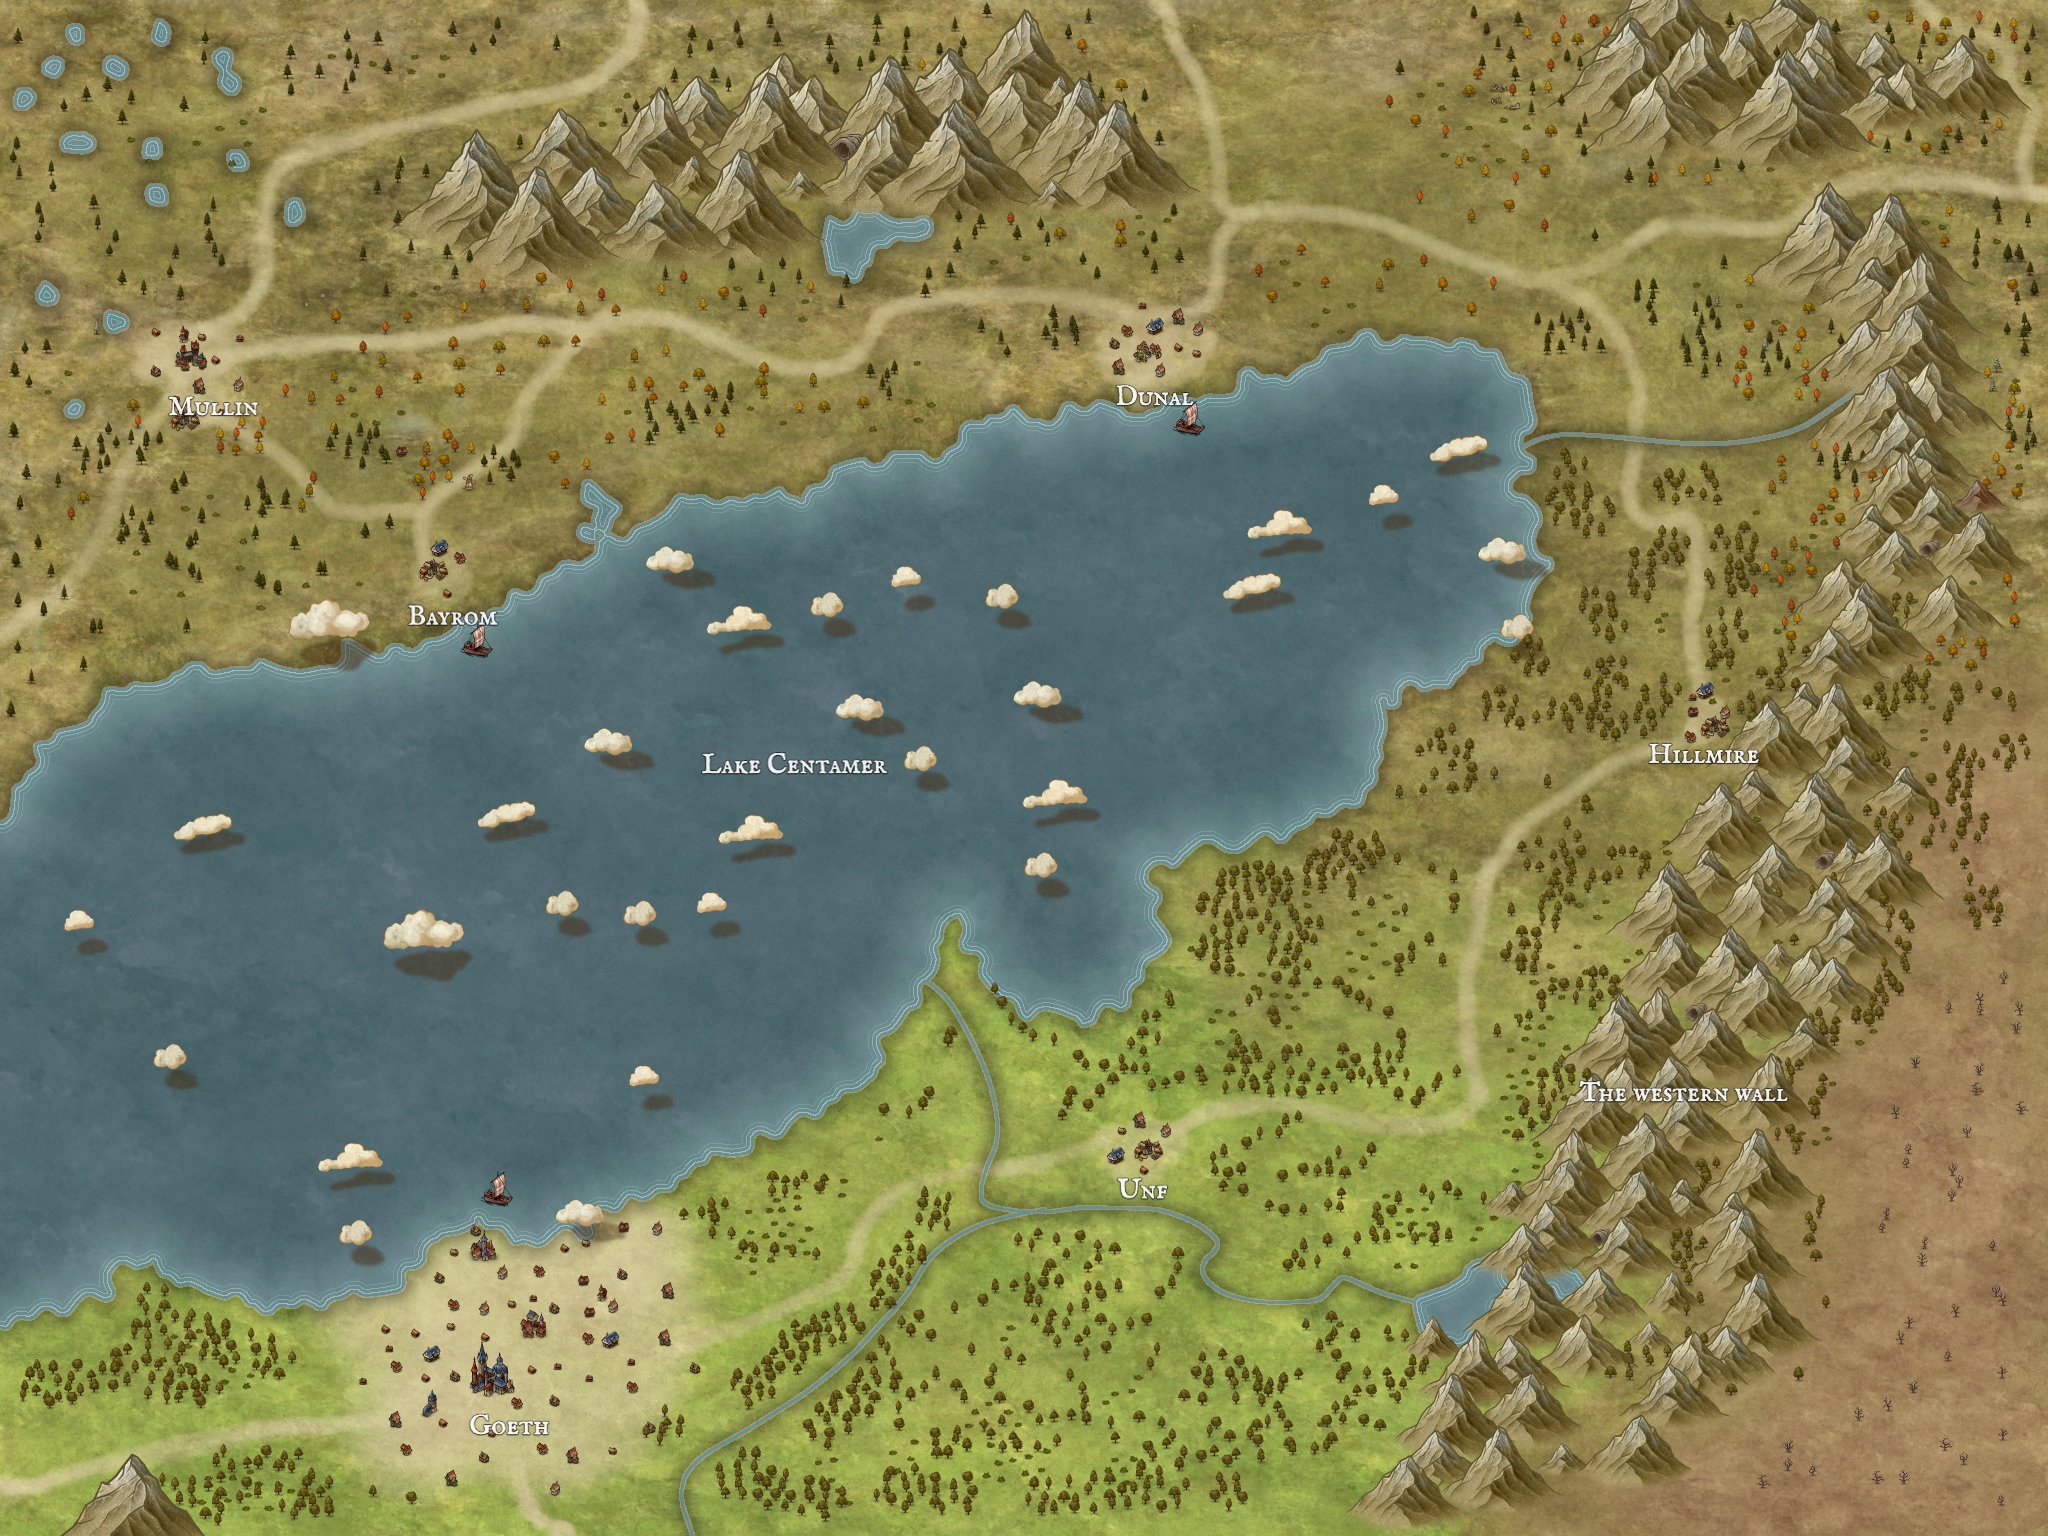 Dunal
Mullin
Bayrom
Hillmire
Lake Centamer
The western wall
Unf
Goeth